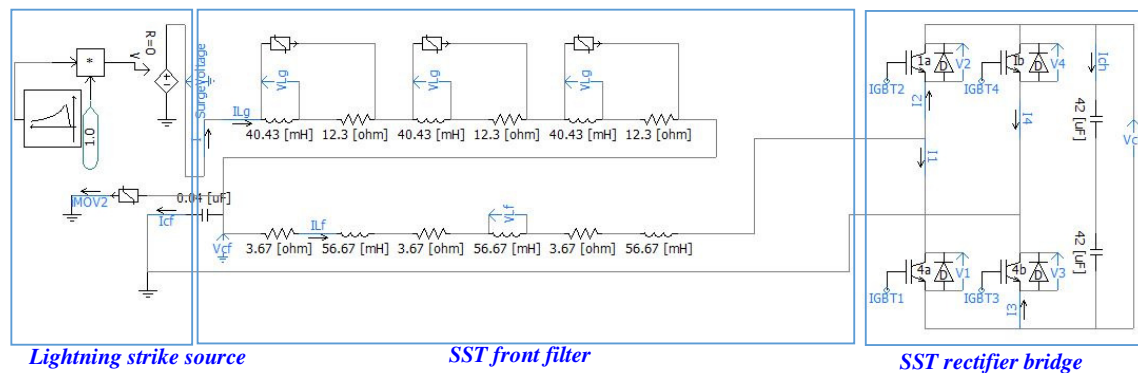 *
V
R=0
SurgeVoltage
1.0
ILg
VLg
VLg
VLg
40.43 [mH]
12.3 [ohm]
40.43 [mH]
12.3 [ohm]
40.43 [mH]
12.3 [ohm]
IMOV2
0.04 [uF]
Icf
Vcf
ILf
VLf
3.67 [ohm]
56.67 [mH]
3.67 [ohm]
56.67 [mH]
3.67 [ohm]
56.67 [mH]
1a
D
V2
IGBT2
I2
1b
D
V4
IGBT4
I4
Ich
42 [uF]
I1
Vc
4a
D
V1
IGBT1
4b
D
V3
IGBT3
I3
42 [uF]
Lightning strike source
SST front filter
SST rectifier bridge